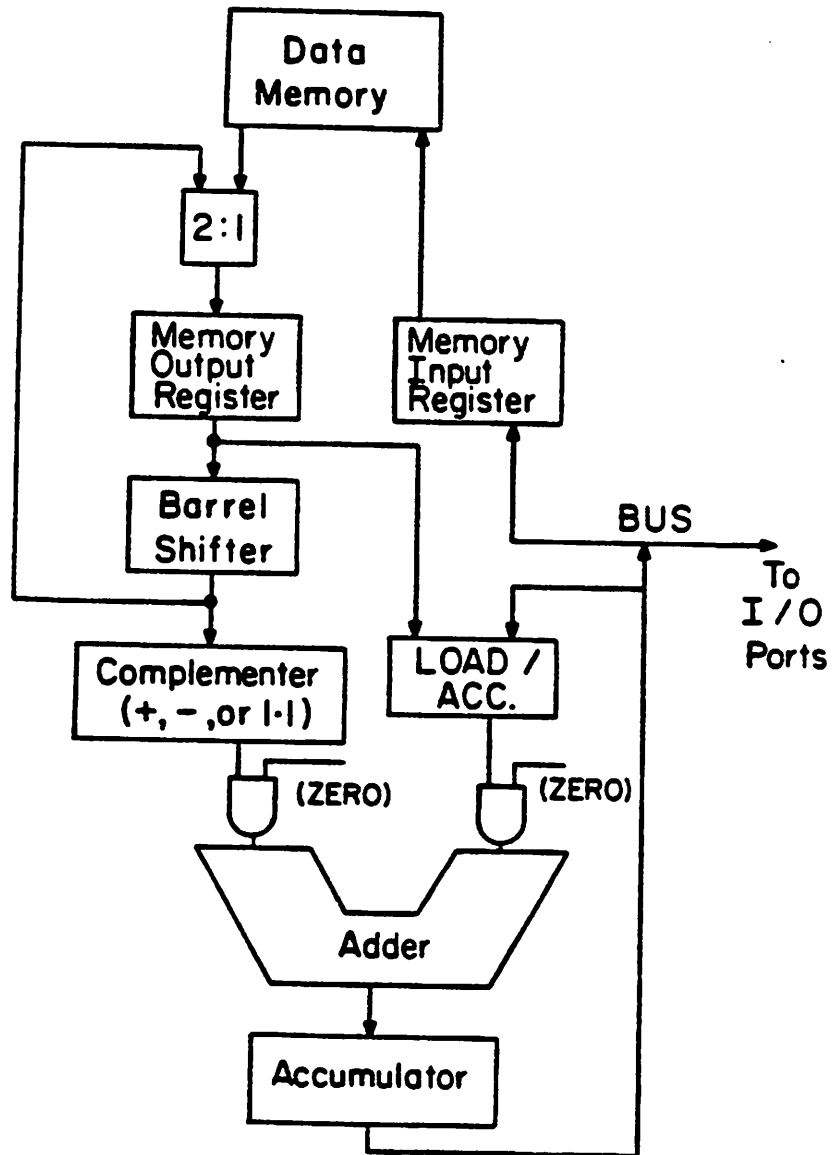 Data
Memory
2:1
Memory
Output
Register
Memory
Input
Register
Barrel
Shifter
BUS
To
I/O
Ports
Complementer
(+, -, or |·|)
LOAD /
ACC.
(ZERO)
(ZERO)
Adder
Accumulator